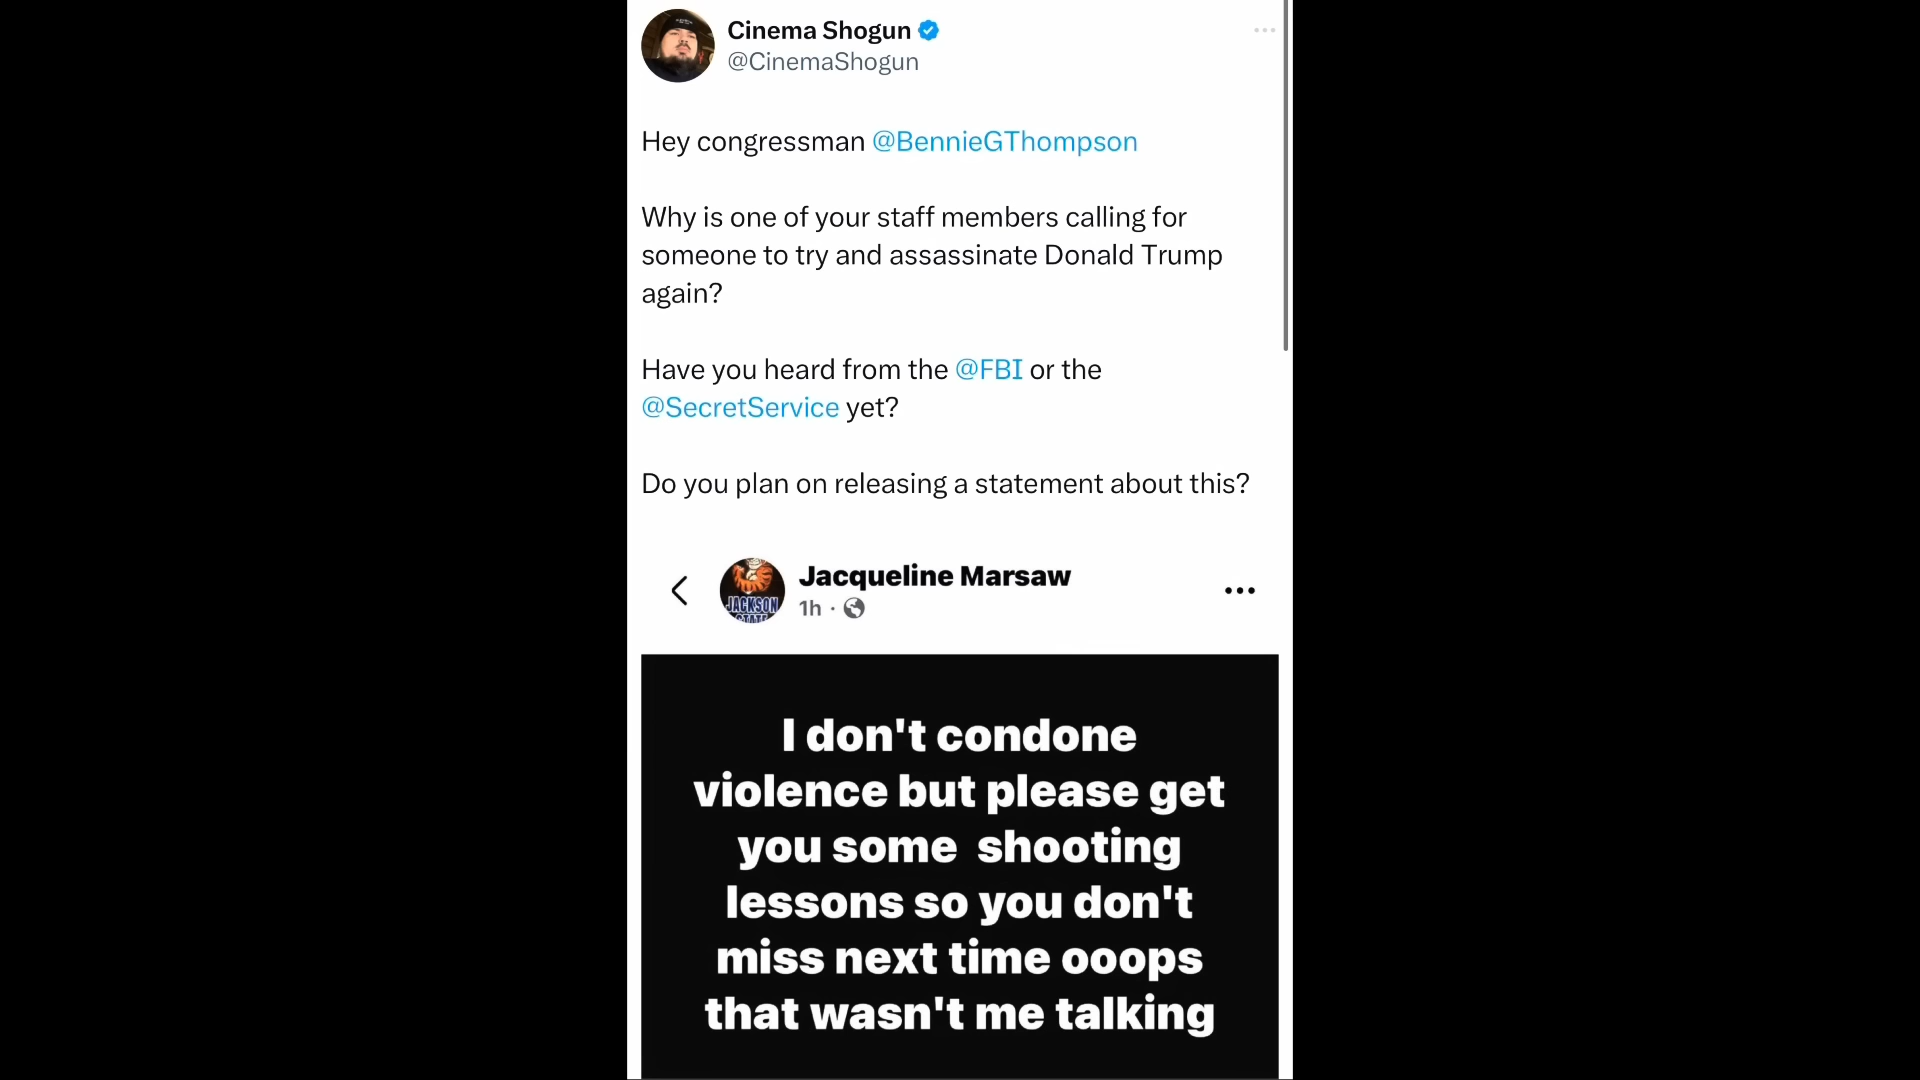 Cinema Shogun
@CinemaShogun
Hey congressman @BennieGThompson
Why is one of your staff members calling for
someone to try and assassinate Donald Trump
again?
Have you heard from the @FBI or the
@SecretService yet?
Do you plan on releasing a statement about this?
Jacqueline Marsaw
1h ·
JACKSON
STATE
I don't condone
violence but please get
you some shooting
lessons so you don't
miss next time ooops
that wasn't me talking